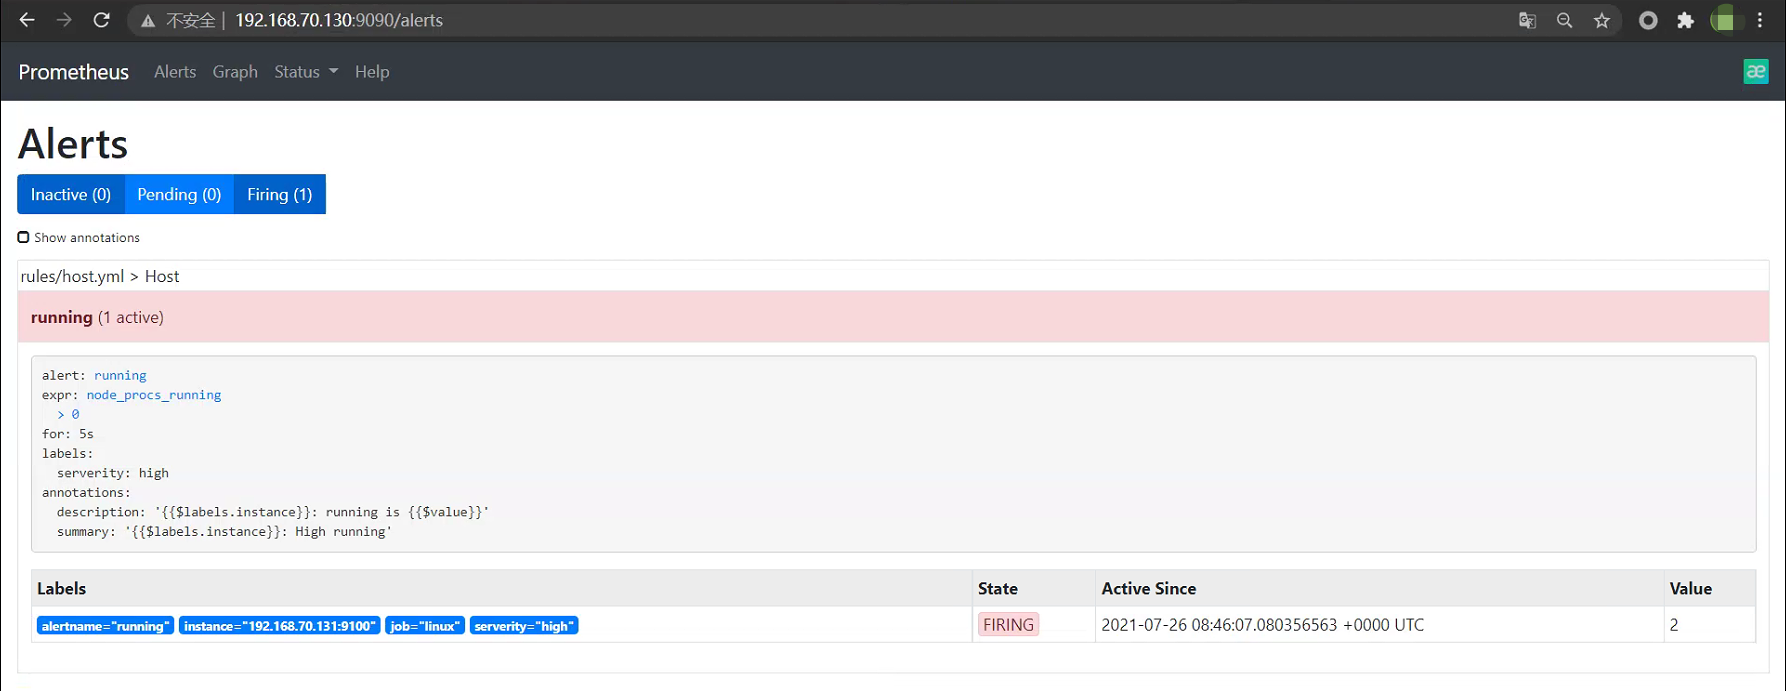 不安全 | 192.168.70.130:9090/alerts
Prometheus Alerts Graph Status Help
æ
Alerts
Inactive (0) Pending (0) Firing (1)
Show annotations
rules/host.yml > Host
running (1 active)
alert: running
expr: node_procs_running
> 0
for: 5s
labels:
serverity: high
annotations:
description: '{{$labels.instance}}: running is {{$value}}'
summary: '{{$labels.instance}}: High running'
Labels State Active Since Value
alertname="running" instance="192.168.70.131:9100" job="linux" serverity="high" FIRING 2021-07-26 08:46:07.080356563 +0000 UTC 2